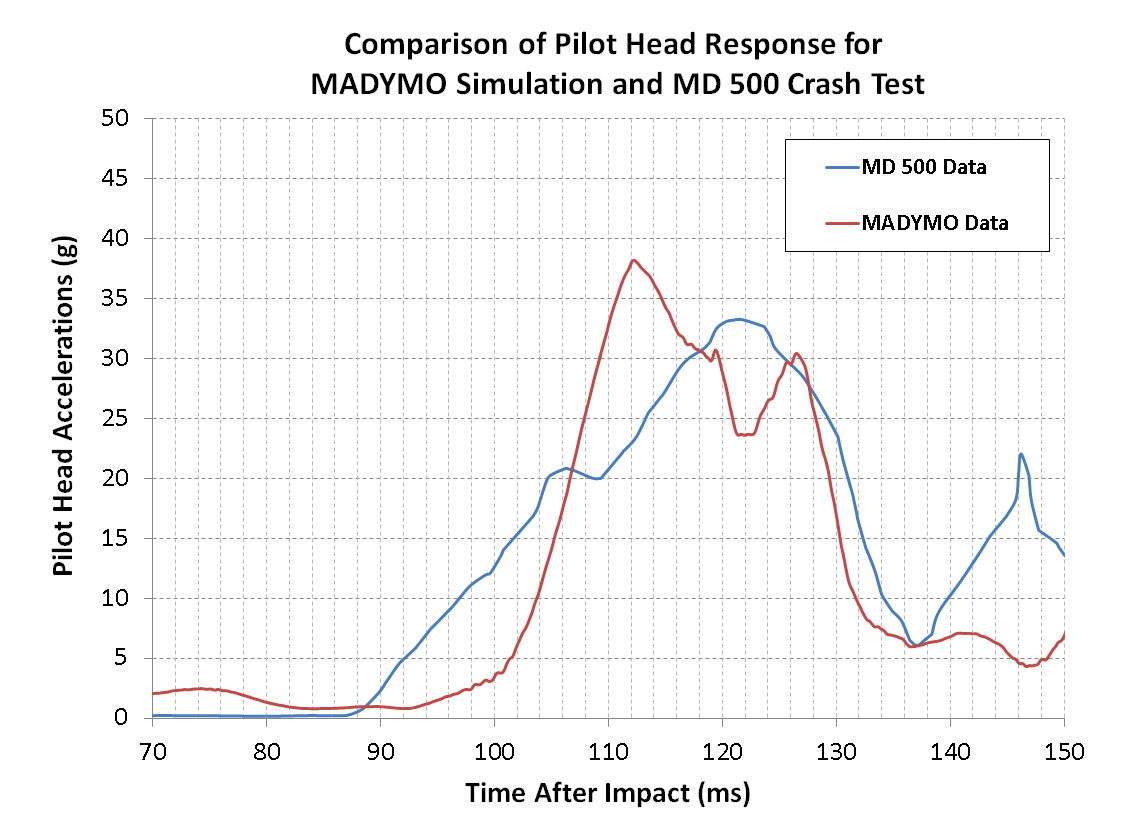 Comparison of Pilot Head Response for
MADYMO Simulation and MD 500 Crash Test
50
45
40
35
30
25
20
15
10
5
0
Pilot Head Accelerations (g)
MD 500 Data
MADYMO Data
70 80 90 100 110 120 130 140 150
Time After Impact (ms)